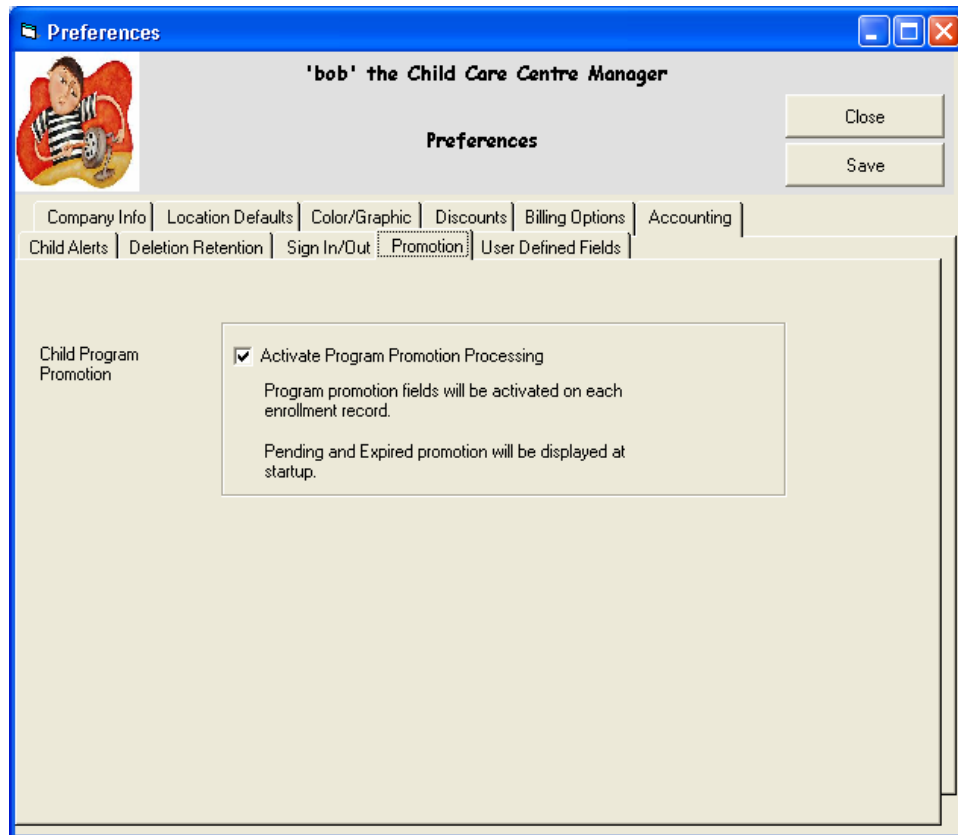 Preferences
'bob' the Child Care Centre Manager
Preferences
Close
Save
Company Info Location Defaults Color/Graphic Discounts Billing Options Accounting
Child Alerts Deletion Retention Sign In/Out Promotion User Defined Fields
Child Program
Promotion
Activate Program Promotion Processing
Program promotion fields will be activated on each
enrollment record.
Pending and Expired promotion will be displayed at
startup.